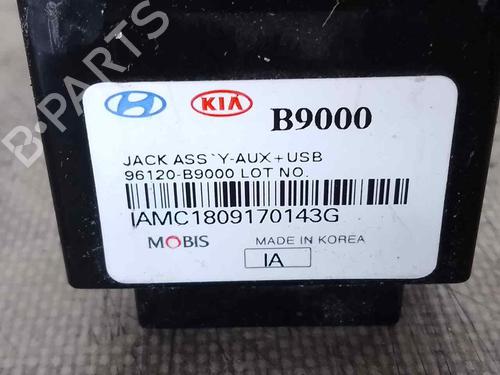 B-PARTS
KIA B9000
JACK ASS`Y-AUX+USB
96120-B9000 LOT NO.
IAMC1809170143G
MOBIS MADE IN KOREA
IA